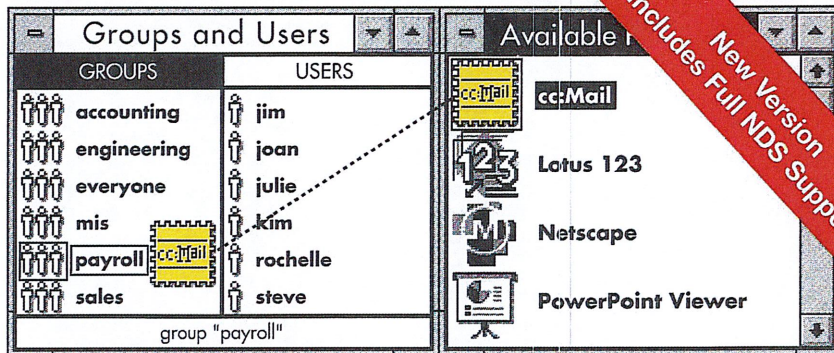 Groups and Users
GROUPS
USERS
accounting
engineering
everyone
mis
payroll
cc:Mail
sales
jim
joan
julie
kim
rochelle
steve
group "payroll"
Available
cc:Mail
cc:Mail
123
Lotus 123
Netscape
PowerPoint Viewer
New Version
Includes Full NDS